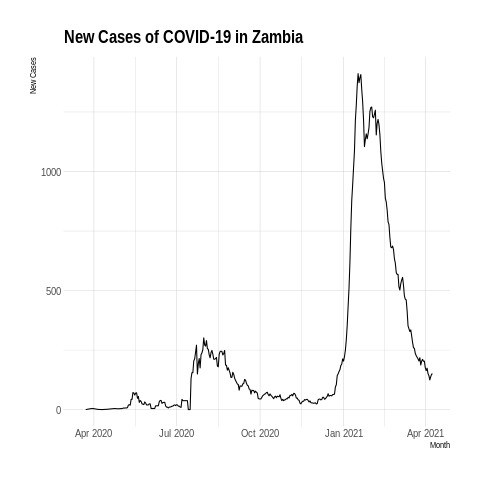 New Cases of COVID-19 in Zambia
New Cases
1000
500
0
Apr 2020 Jul 2020 Oct 2020 Jan 2021 Apr 2021
Month